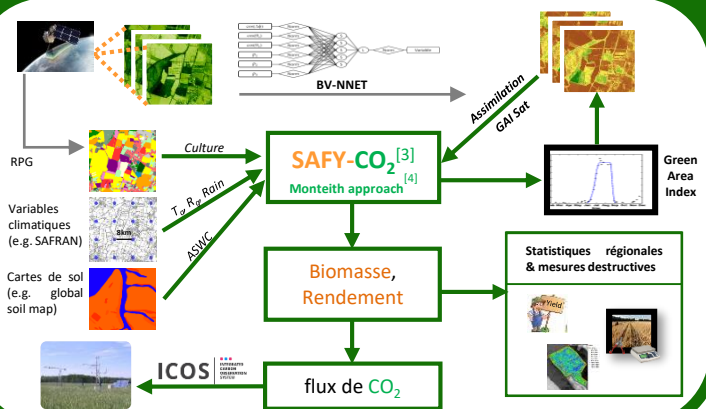 BV-NNET
Assimilation
GAI Sat
RPG
Culture
SAFY-CO2[3]
Monteith approach[4]
Green
Area
Index
Variables
climatiques
(e.g. SAFRAN)
8km
Rain
ASWC
Cartes de sol
(e.g. global
soil map)
Biomasse,
Rendement
Statistiques régionales
& mesures destructives
Yield
ICOS
INTEGRATED
CARBON
OBSERVATION
SYSTEM
flux de CO2